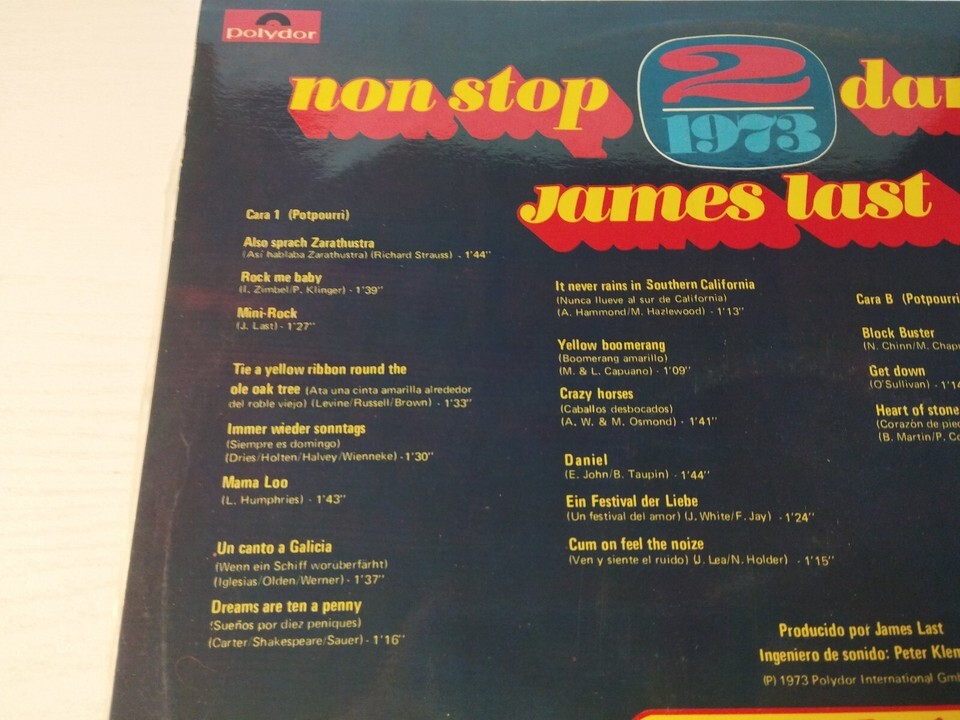 polydor
non stop
2
1973
James last
Cara 1 (Potpourri)
Also sprach Zarathustra
(Así hablaba Zarathustra) (Richard Strauss) - 1'44"
Rock me baby
(I. Zimbel/P. Klinger) - 1'39"
Mini-Rock
(J. Last) - 1'27"
Tie a yellow ribbon round the
ole oak tree (Ata una cinta amarilla alrededor
del roble viejo) (Levine/Russell/Brown) - 1'33"
Immer wieder sonntags
(Siempre es domingo)
(Dries/Holten/Halvey/Wienneke) - 1'30"
Mama Loo
(L. Humphries) - 1'43"
Un canto a Galicia
(Wenn ein Schiff woruberfärht)
(Iglesias/Olden/Werner) - 1'37"
Dreams are ten a penny
(Sueños por diez peniques)
(Carter/Shakespeare/Sauer) - 1'16"
It never rains in Southern California
(Nunca llueve al sur de California)
(A. Hammond/M. Hazlewood) - 1'13"
Yellow boomerang
(Boomerang amarillo)
(M. & L. Capuano) - 1'09"
Crazy horses
(Caballos desbocados)
(A. W. & M. Osmond) - 1'41"
Daniel
(E. John/B. Taupin) - 1'44"
Ein Festival der Liebe
(Un festival del amor) (J. White/F. Jay) - 1'24"
Cum on feel the noize
(Ven y siente el ruido) (J. Lea/N. Holder) - 1'15"
Cara B (Potpourri
Block Buster
(N. Chinn/M.
Get down
(O'Sullivan) -
Heart of stone
(Corazòn de
(B. Martin/P.
Producido por James Last
Ingeniero de sonido: Peter
(P) 1973 Polydor International